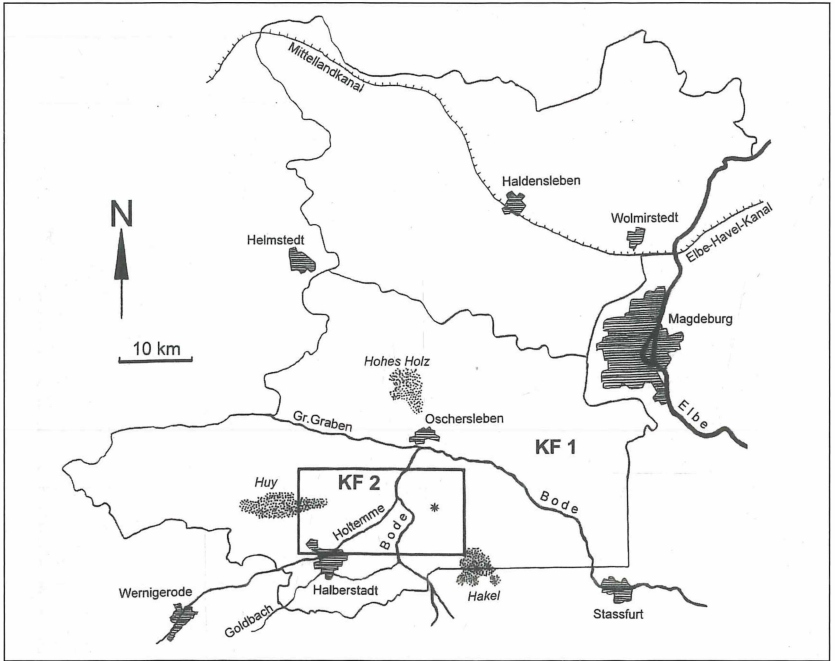 Mittellandkanal
Haldensleben
Wolmirstedt
Elbe-Havel-Kanal
N
Helmstedt
Magdeburg
10 km
Hohes Holz
Oschersleben
Elbe
Gr.Graben
KF 1
KF 2
Huy
Holtemme
Bode
Bode
Wernigerode
Halberstadt
Goldbach
Hakel
Stassfurt